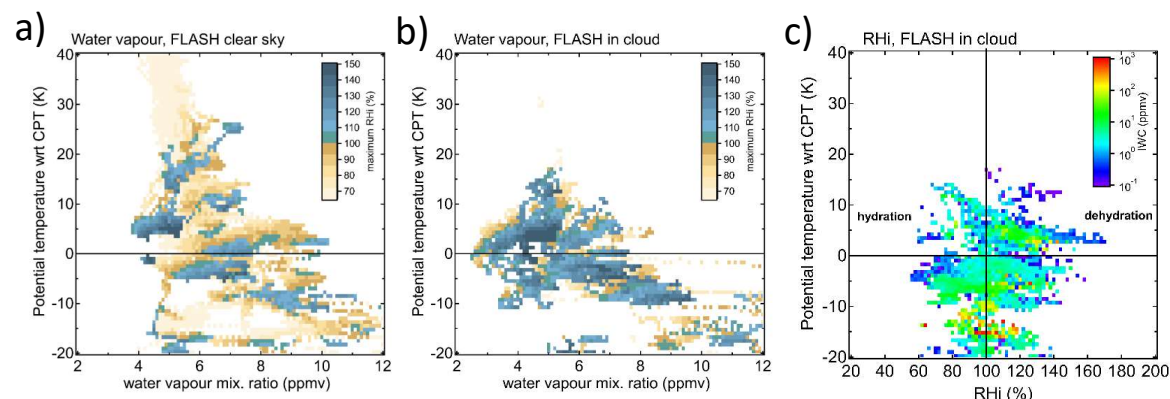 a)
Water vapour, FLASH clear sky
Potential temperature wrt CPT (K)
40
30
20
10
0
-10
-20
2 4 6 8 10 12
water vapour mix. ratio (ppmv)
150
140
130
120
110
100
90
80
70
maximum RHi (%)
b)
Water vapour, FLASH in cloud
Potential temperature wrt CPT (K)
40
30
20
10
0
-10
-20
2 4 6 8 10 12
water vapour mix. ratio (ppmv)
150
140
130
120
110
100
90
80
70
maximum RHi (%)
c)
RHi, FLASH in cloud
Potential temperature wrt CPT (K)
40
30
20
10
0
-10
-20
20 40 60 80 100 120 140 160 180 200
RHi (%)
hydration
dehydration
10³
10²
10¹
10⁰
10⁻¹
IWC (ppmv)